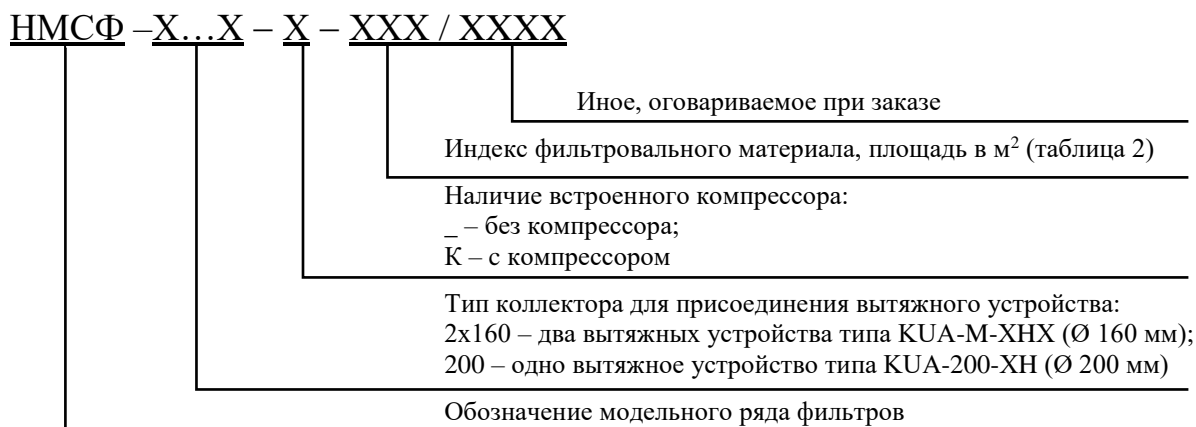 НМСФ –Х…Х – Х – ХХХ / ХХХХ
Иное, оговариваемое при заказе
Индекс фильтровального материала, площадь в м² (таблица 2)
Наличие встроенного компрессора:
_ – без компрессора;
К – с компрессором
Тип коллектора для присоединения вытяжного устройства:
2х160 – два вытяжных устройства типа KUA-M-XHX (Ø 160 мм);
200 – одно вытяжное устройство типа KUA-200-XH (Ø 200 мм)
Обозначение модельного ряда фильтров